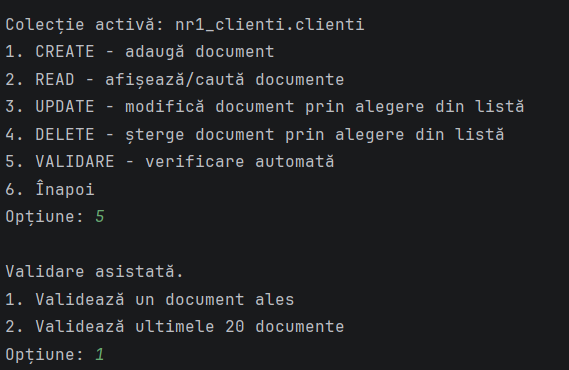 Colecție activă: nr1_clienti.clienti
1. CREATE - adaugă document
2. READ - afișează/caută documente
3. UPDATE - modifică document prin alegere din listă
4. DELETE - șterge document prin alegere din listă
5. VALIDARE - verificare automată
6. Înapoi
Opțiune: 5
Validare asistată.
1. Validează un document ales
2. Validează ultimele 20 documente
Opțiune: 1